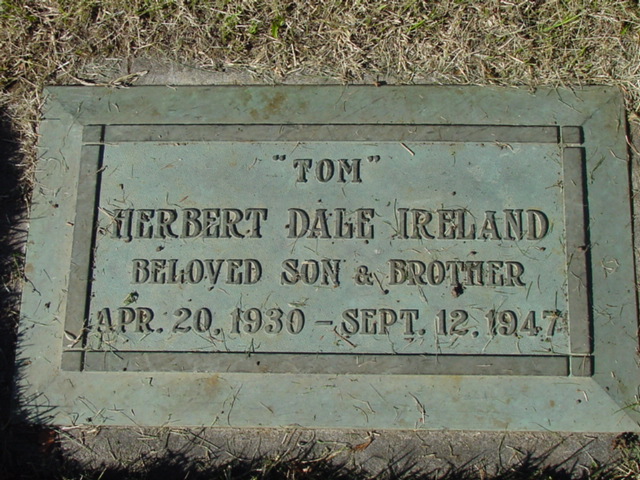 "TOM"
HERBERT DALE IRELAND
BELOVED SON & BROTHER
APR. 20, 1930 – SEPT. 12, 1947